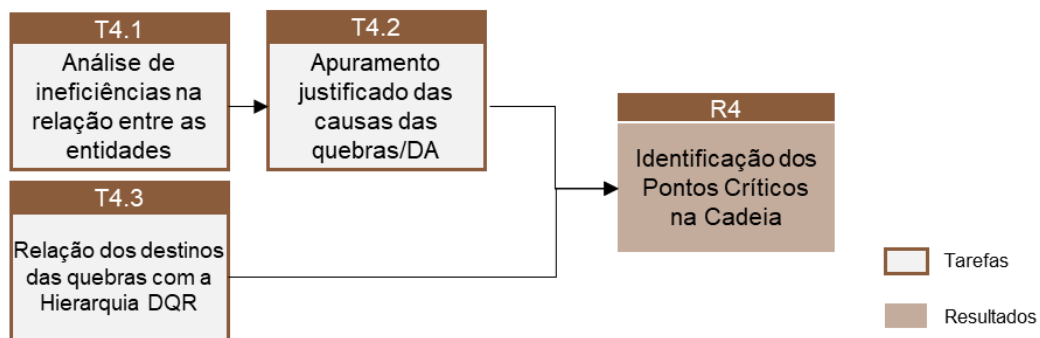 T4.1
Análise de
ineficiências na
relação entre as
entidades
T4.2
Apuramento
justificado das
causas das
quebras/DA
T4.3
Relação dos destinos
das quebras com a
Hierarquia DQR
R4
Identificação dos
Pontos Críticos
na Cadeia
Tarefas
Resultados